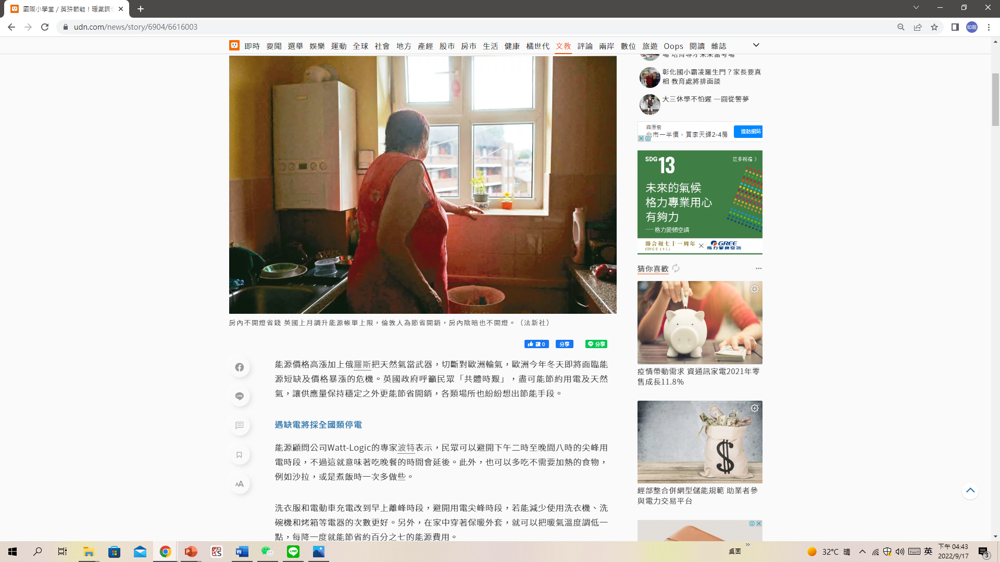 國際小學堂 / 英拚節能！暖氣調
udn.com/news/story/6904/6616003
如龍
即時 要聞 選舉 娛樂 運動 全球 社會 地方 產經 股市 房市 生活 健康 橘世代 文教 評論 兩岸 數位 旅遊 Oops 閱讀 雜誌
房內不開燈省錢 英國上月調升能源帳單上限，倫敦人為節省開銷，房內陰暗也不開燈。（法新社）
讚 0 分享 分享
能源價格高漲加上俄羅斯把天然氣當武器，切斷對歐洲輸氣，歐洲今年冬天即將面臨能
源短缺及價格暴漲的危機。英國政府呼籲民眾「共體時艱」，盡可能節約用電及天然
氣，讓供應量保持穩定之外更能節省開銷，各類場所也紛紛想出節能手段。
遇缺電將採全國類停電
能源顧問公司Watt-Logic的專家波特表示，民眾可以避開下午二時至晚間八時的尖峰用
電時段，不過這就意味著吃晚餐的時間會延後。此外，也可以多吃不需要加熱的食物，
例如沙拉，或是煮飯時一次多做些。
洗衣服和電動車充電改到早上離峰時段，避開用電尖峰時段，若能減少使用洗衣機、洗
碗機和烤箱等電器的次數更好。另外，在家中穿著保暖外套，就可以把暖氣溫度調低一
點，每降一度就能節省約百分之七的能源費用。
LINE
AA
場 培育專才未來當考場
彰化國小霸凌羅生門？家長要真
相 教育處將排面談
大三休學不怕遲 一圓從警夢
森原樹
北市一半價，買李天鐸2-4房
造訪網站
SDG 13
更多祝福 〉
未來的氣候
格力專業用心
有夠力
── 格力變頻空調
聯合報七十一周年
SINCE 1951
×
GREE
格力變頻空調
猜你喜歡
疫情帶動需求 資通訊家電2021年零
售成長11.8%
$
經部整合併網型儲能規範 助業者參
與電力交易平台
桌面
32°C 晴
英
下午 04:43
2022/9/17
3